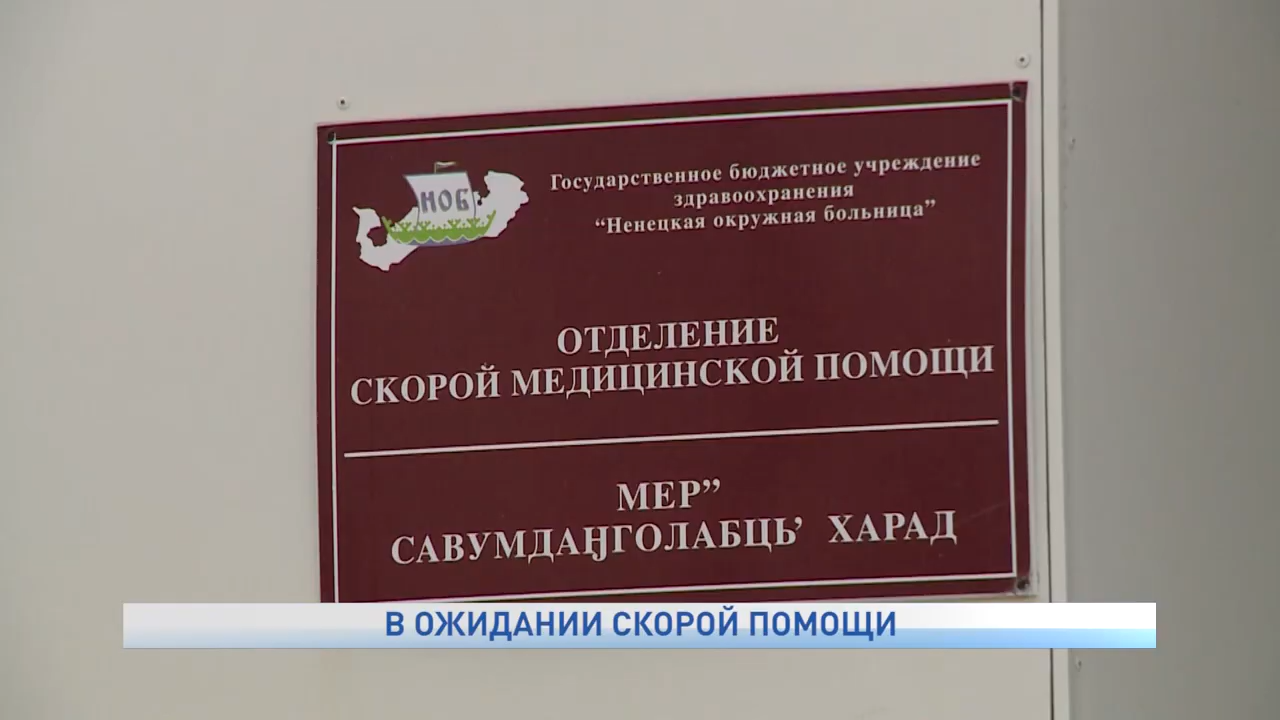 НОБ
Государственное бюджетное учреждение
здравоохранения
“Ненецкая окружная больница”
ОТДЕЛЕНИЕ
СКОРОЙ МЕДИЦИНСКОЙ ПОМОЩИ
МЕР”
САВУМДАӇГОЛАБЦЬ’ ХАРАД
В ОЖИДАНИИ СКОРОЙ ПОМОЩИ